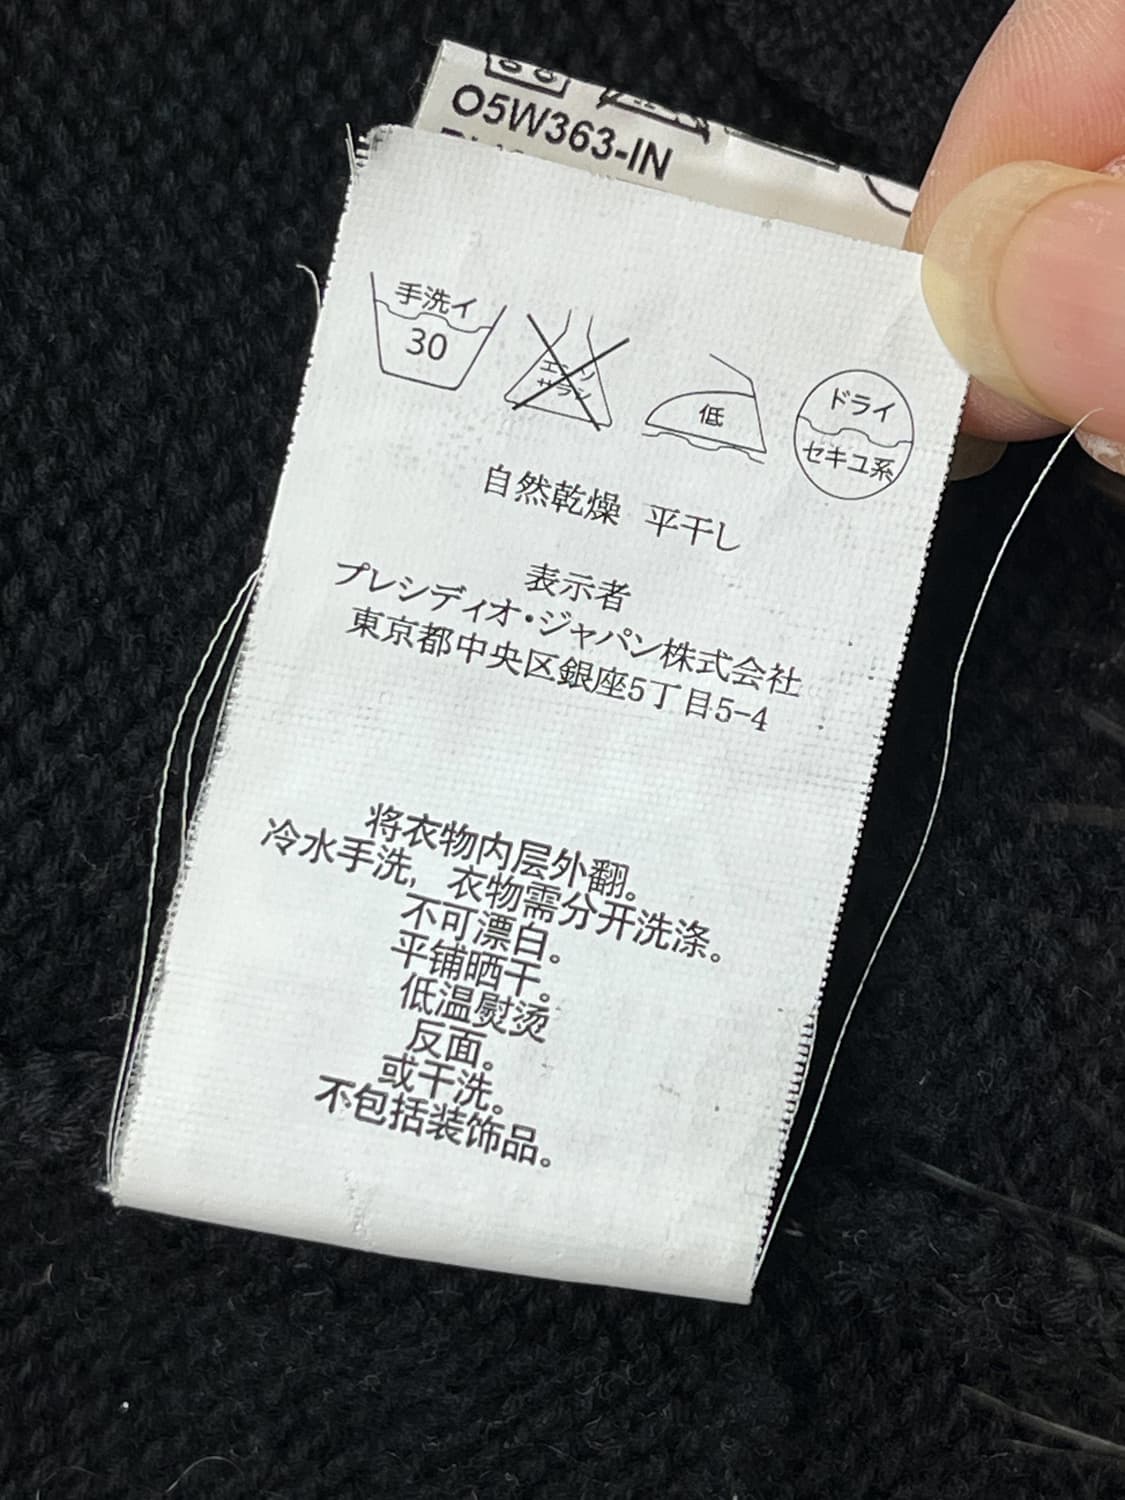 O5W363-IN
手洗イ
30
エンソ
サラシ
低
ドライ
セキユ系
自然乾燥 平干し
表示者
プレシディオ・ジャパン株式会社
東京都中央区銀座5丁目5-4
将衣物内层外翻。
冷水手洗, 衣物需分开洗涤。
不可漂白。
平铺晒干。
低温熨烫
反面。
或干洗。
不包括装饰品。